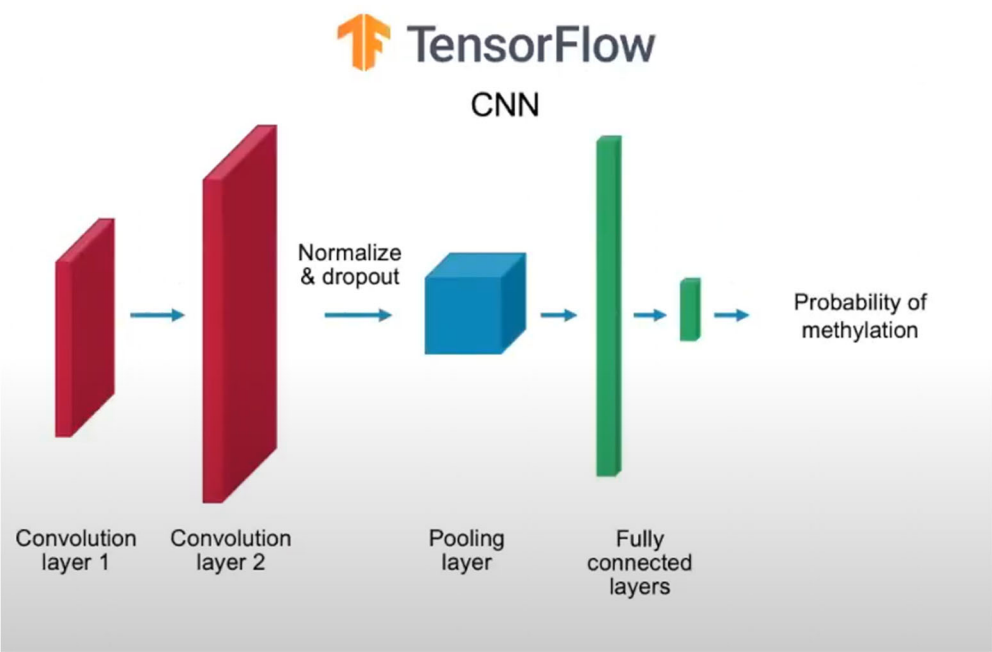 TensorFlow
CNN
Normalize
& dropout
Probability of
methylation
Convolution
layer 1
Convolution
layer 2
Pooling
layer
Fully
connected
layers